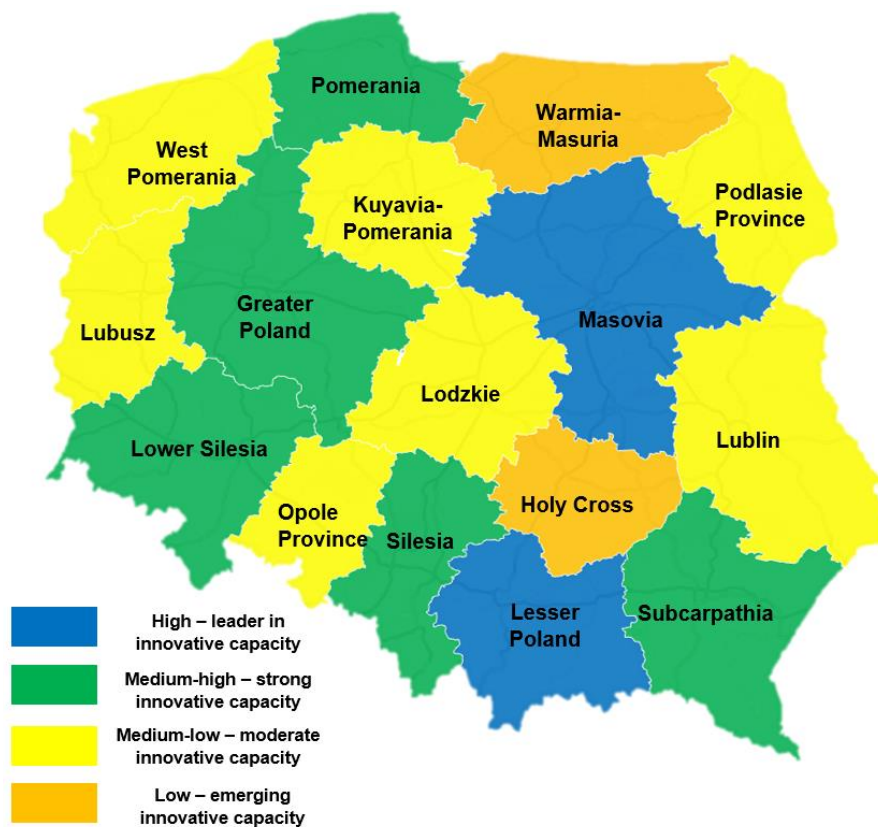 Pomerania
Warmia-
Masuria
West
Pomerania
Kuyavia-
Pomerania
Podlasie
Province
Greater
Poland
Masovia
Lubusz
Lodzkie
Lower Silesia
Lublin
Opole
Province
Silesia
Holy Cross
Lesser
Poland
Subcarpathia
High – leader in
innovative capacity
Medium-high – strong
innovative capacity
Medium-low – moderate
innovative capacity
Low – emerging
innovative capacity